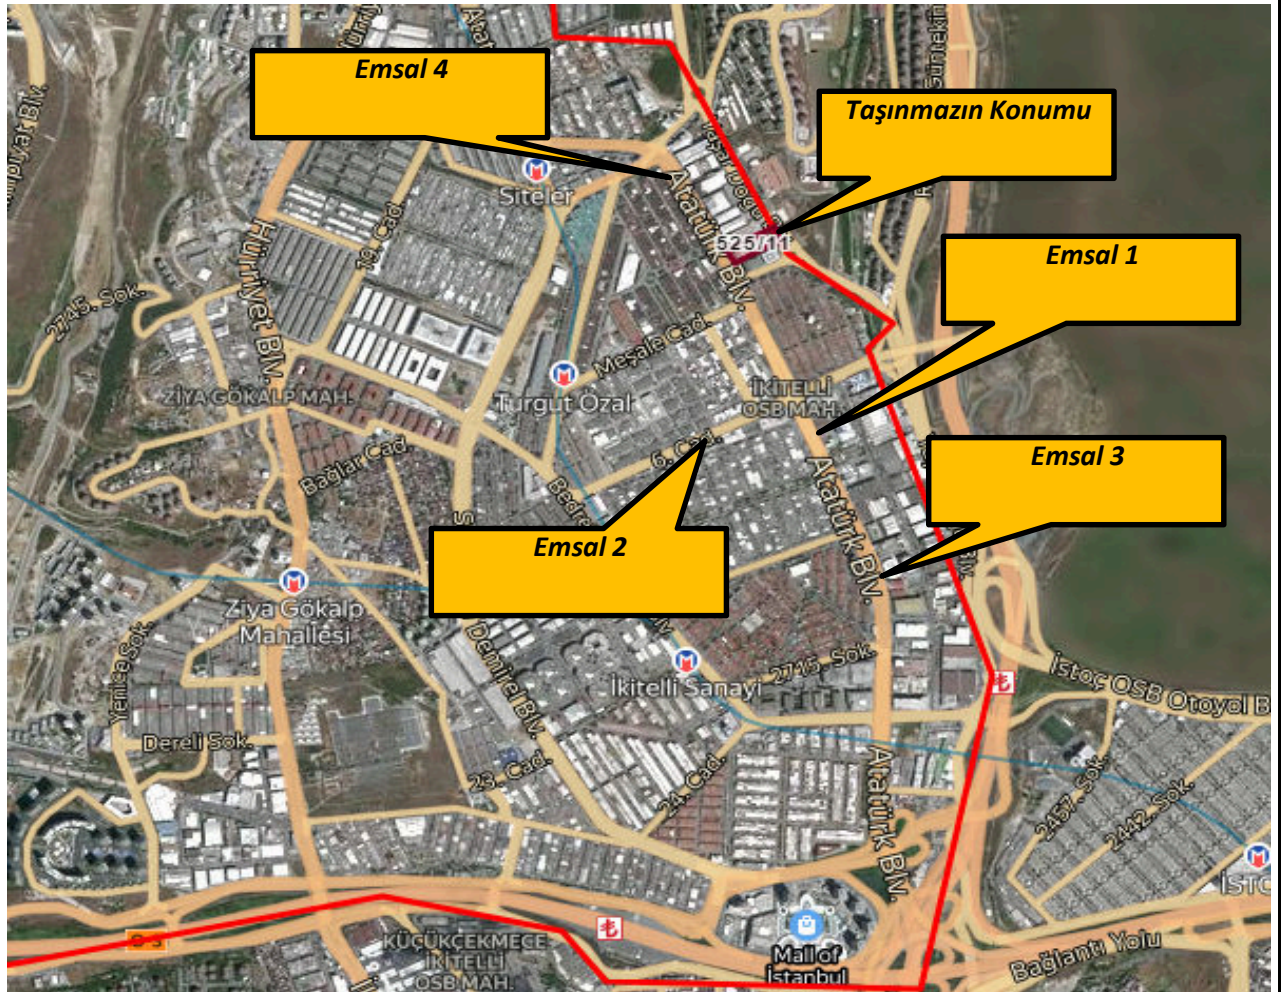 Emsal 4
Taşınmazın Konumu
Siteler
Atatürk Blv.
525/11
Emsal 1
19. Cad.
Hürriyet Blv.
2745. Sok.
Meşale Cad.
ZİYA GÖKALP MAH.
Turgut Özal
İKİTELLİ
OSB MAH.
6. Cad.
Bağlar Cad.
Atatürk Blv.
Emsal 3
Emsal 2
Ziya Gökalp
Mahallesi
Yenice Sok.
Demirel Blv.
İkitelli Sanayi
2715. Sok.
İstoç OSB Otoyol B
Dereli Sok.
23. Cad.
24. Cad.
Atatürk Blv.
2457. Sok.
2442. Sok.
İSTO
KÜÇÜKÇEKMECE
İKİTELLİ
OSB MAH.
Mall of
İstanbul
Bağlantı Yolu